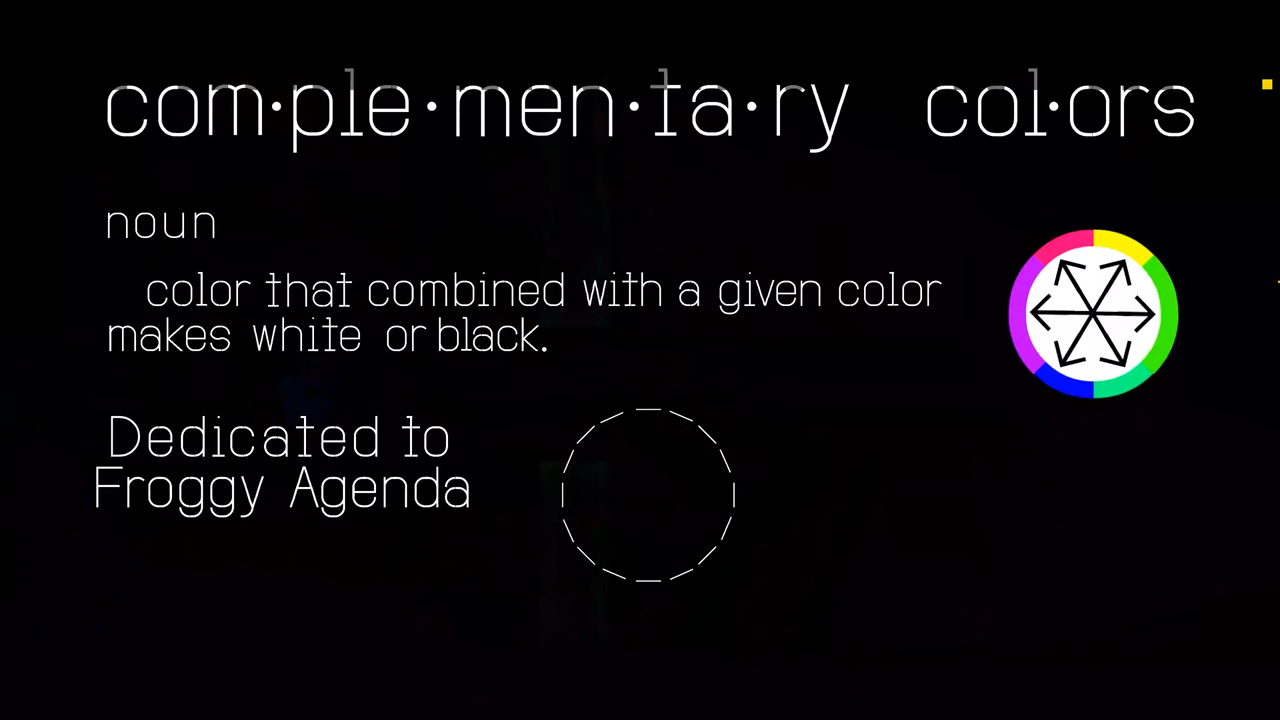 com·ple·men·ta·ry col·ors
noun
color that combined with a given color
makes white or black.
Dedicated to
Froggy Agenda